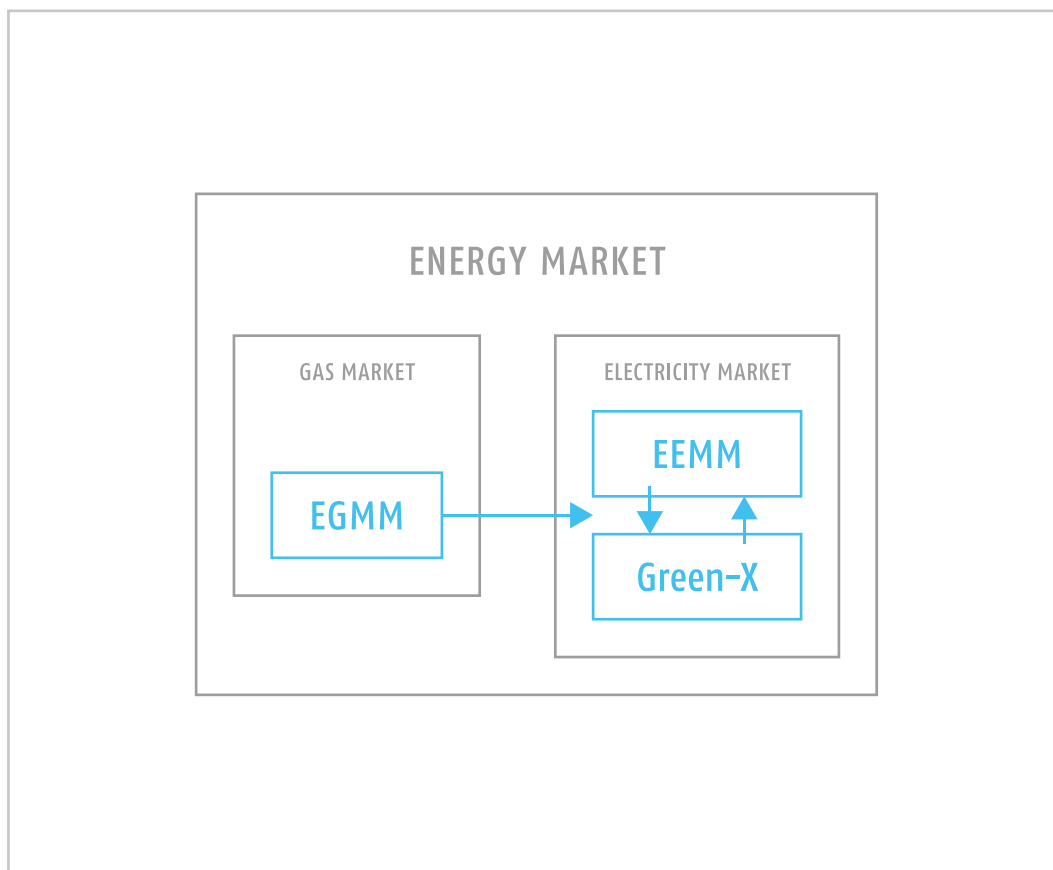 ENERGY MARKET
GAS MARKET
EGMM
ELECTRICITY MARKET
EEMM
Green-X